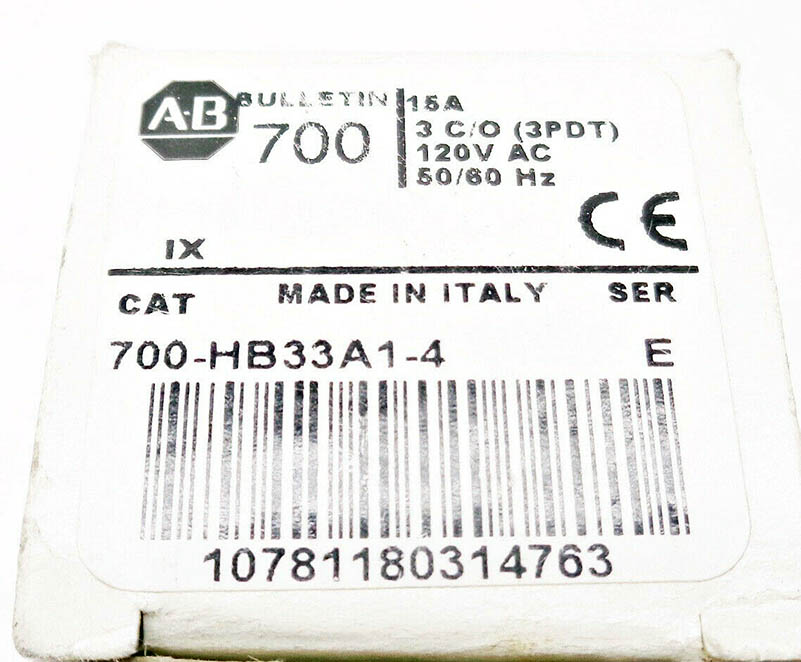 A-B
BULLETIN
700
15A
3 C/O (3PDT)
120V AC
50/60 Hz
CE
IX
CAT MADE IN ITALY SER
700-HB33A1-4 E
10781180314763